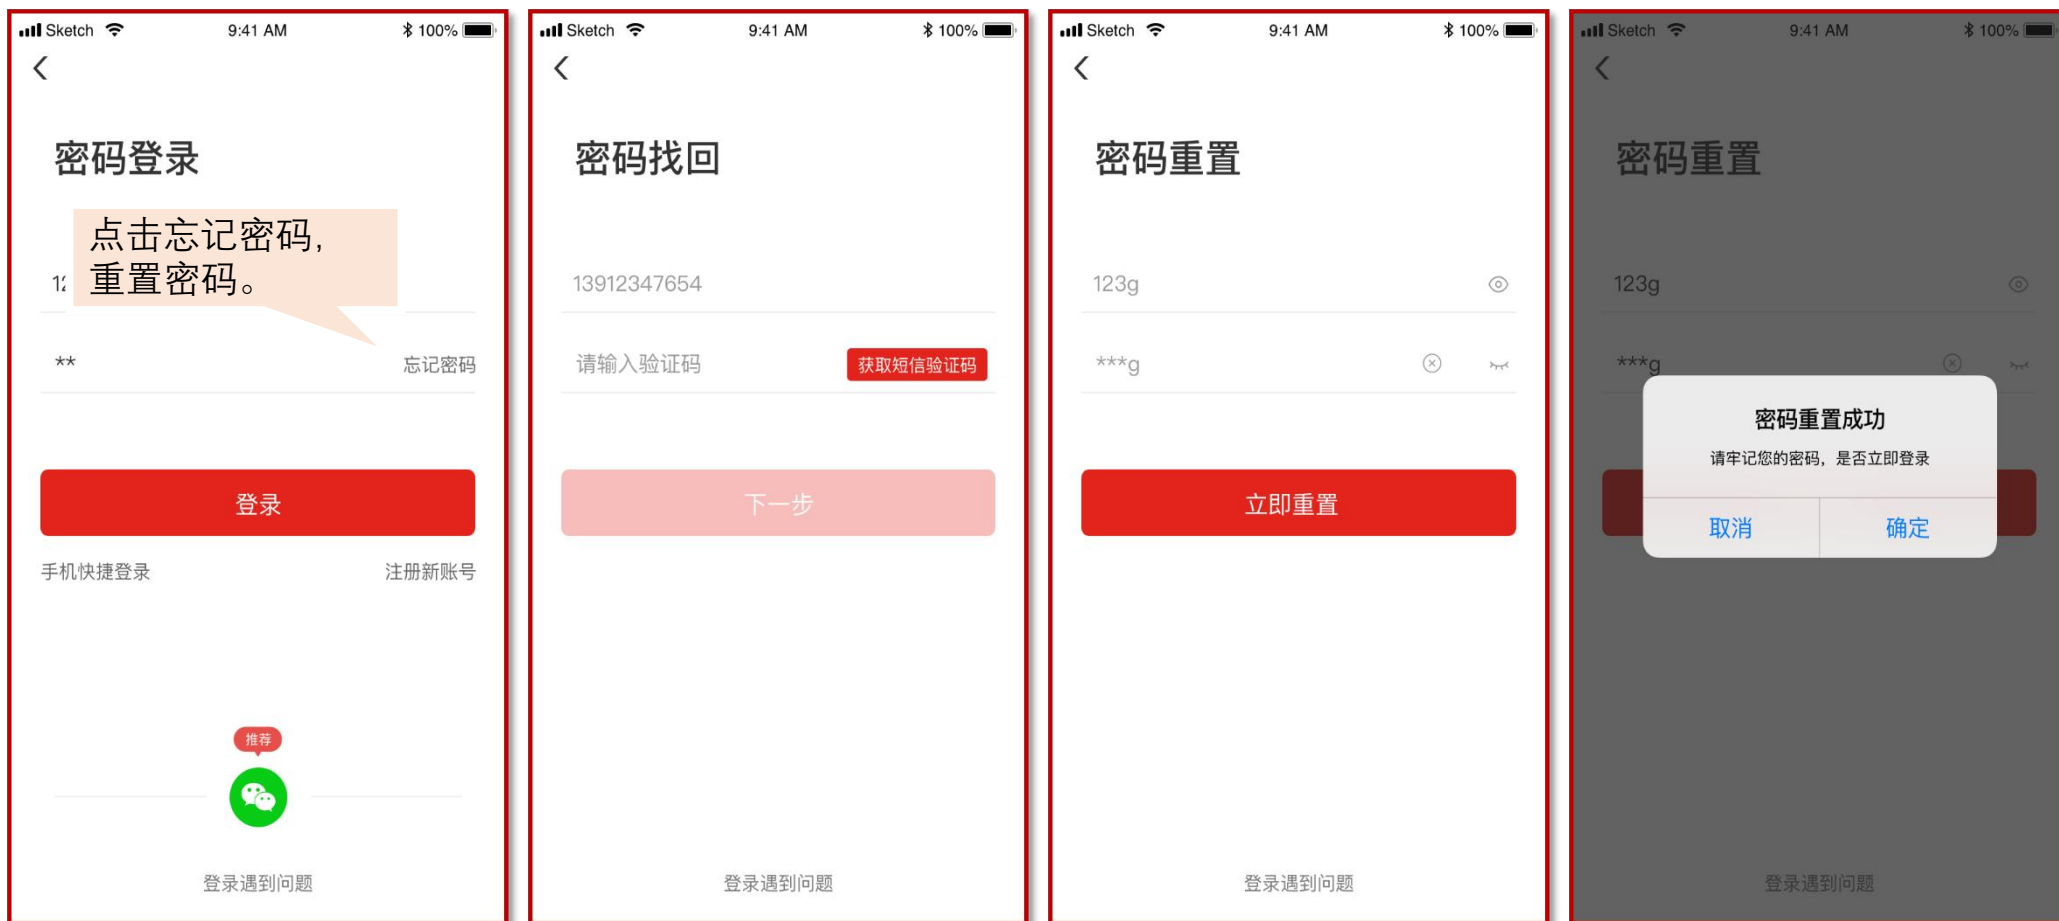 Sketch 9:41 AM 100%
密码登录
点击忘记密码,
重置密码。
12
** 忘记密码
登录
手机快捷登录 注册新账号
推荐
登录遇到问题
Sketch 9:41 AM 100%
密码找回
13912347654
请输入验证码 获取短信验证码
下一步
登录遇到问题
Sketch 9:41 AM 100%
密码重置
123g
***g
立即重置
登录遇到问题
Sketch 9:41 AM 100%
密码重置
123g
***g
密码重置成功
请牢记您的密码，是否立即登录
取消 确定
登录遇到问题